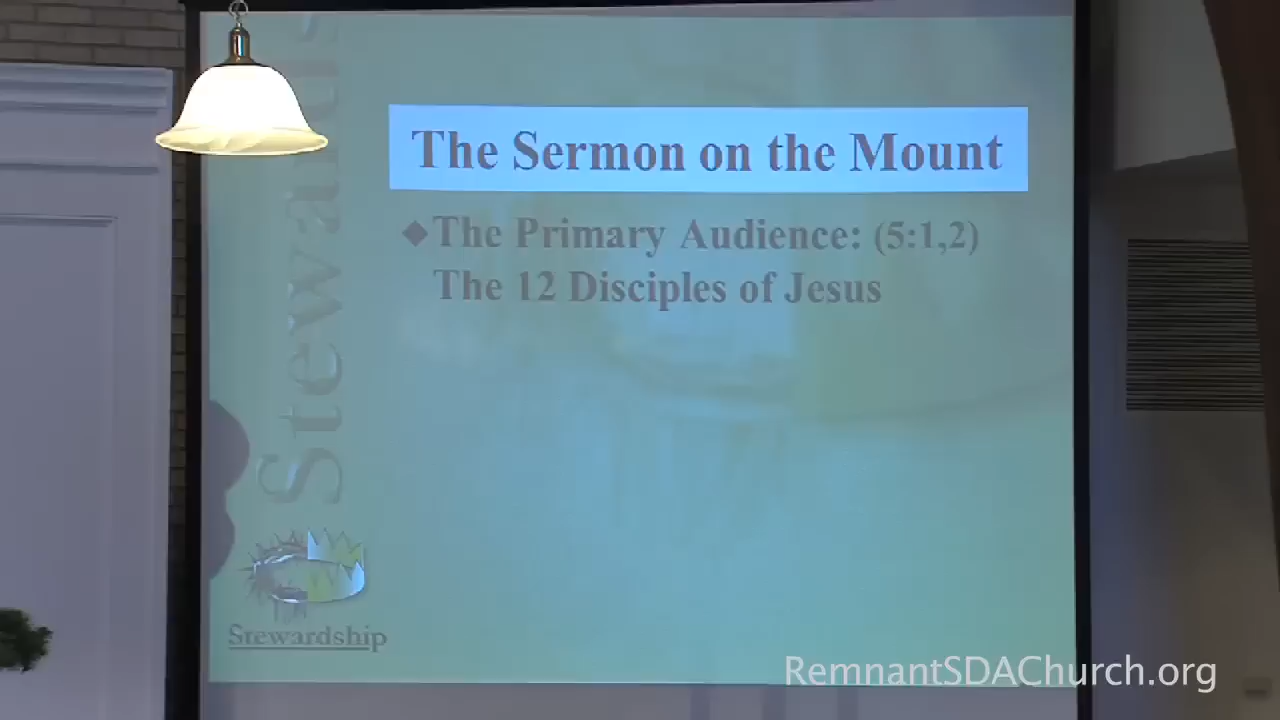 The Sermon on the Mount
◆The Primary Audience: (5:1,2)
The 12 Disciples of Jesus
Stewards
Stewardship
RemnantSDAChurch.org